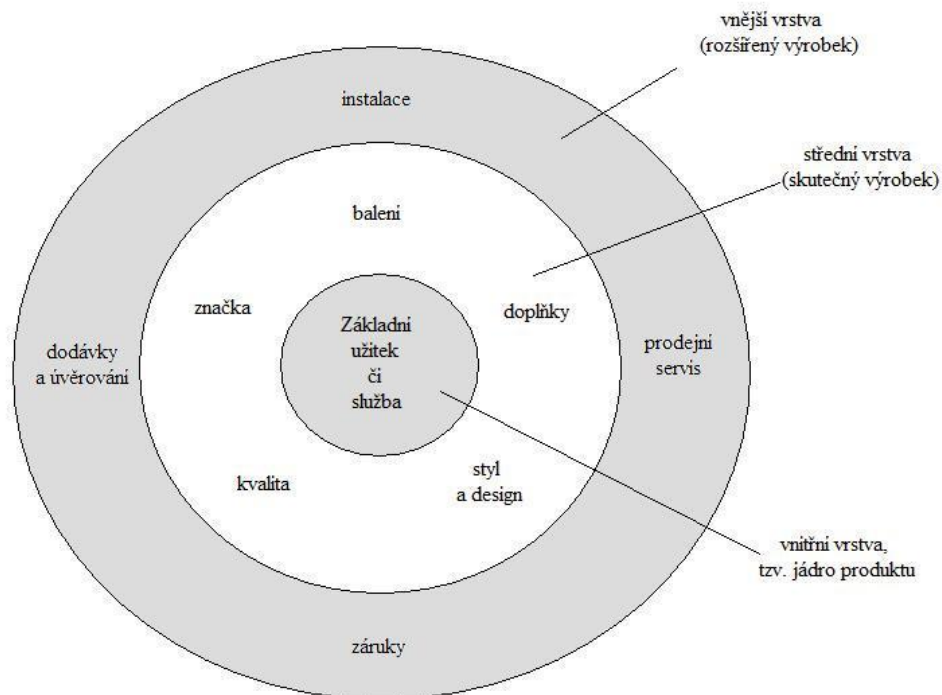 vnější vrstva
(rozšířený výrobek)
instalace
střední vrstva
(skutečný výrobek)
balení
značka
doplňky
Základní
užitek
či
služba
dodávky
a úvěrování
prodejní
servis
kvalita
styl
a design
vnitřní vrstva,
tzv. jádro produktu
záruky